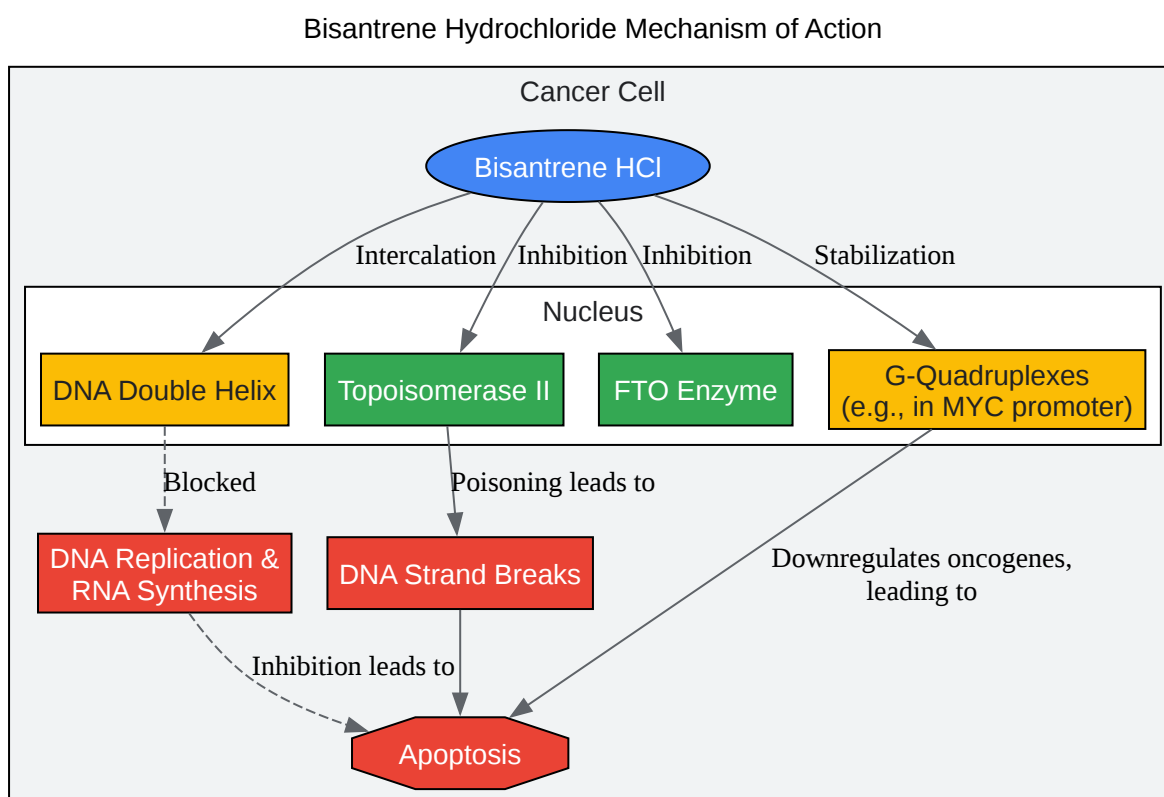 Bisantrene Hydrochloride Mechanism of Action
Cancer Cell
Bisantrene HCl
Intercalation
Inhibition
Inhibition
Stabilization
Nucleus
DNA Double Helix
Topoisomerase II
FTO Enzyme
G-Quadruplexes
(e.g., in MYC promoter)
Blocked
Poisoning leads to
DNA Replication &
RNA Synthesis
DNA Strand Breaks
Downregulates oncogenes,
leading to
Inhibition leads to
Apoptosis